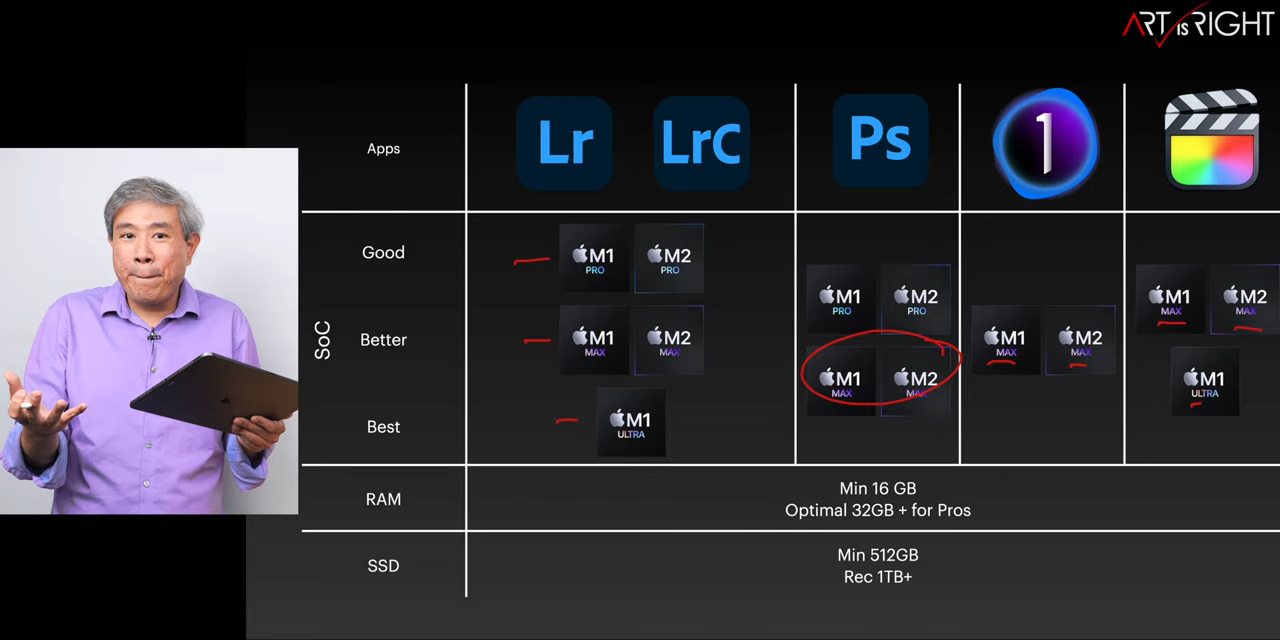 ART is RIGHT
Apps
Lr
LrC
Ps
1
SoC
Good
M1 PRO
M2 PRO
Better
M1 MAX
M2 MAX
Best
M1 ULTRA
M1 PRO
M2 PRO
M1 MAX
M2 MAX
M1 MAX
M2 MAX
M1 MAX
M2 MAX
M1 ULTRA
RAM
Min 16 GB
Optimal 32GB + for Pros
SSD
Min 512GB
Rec 1TB+